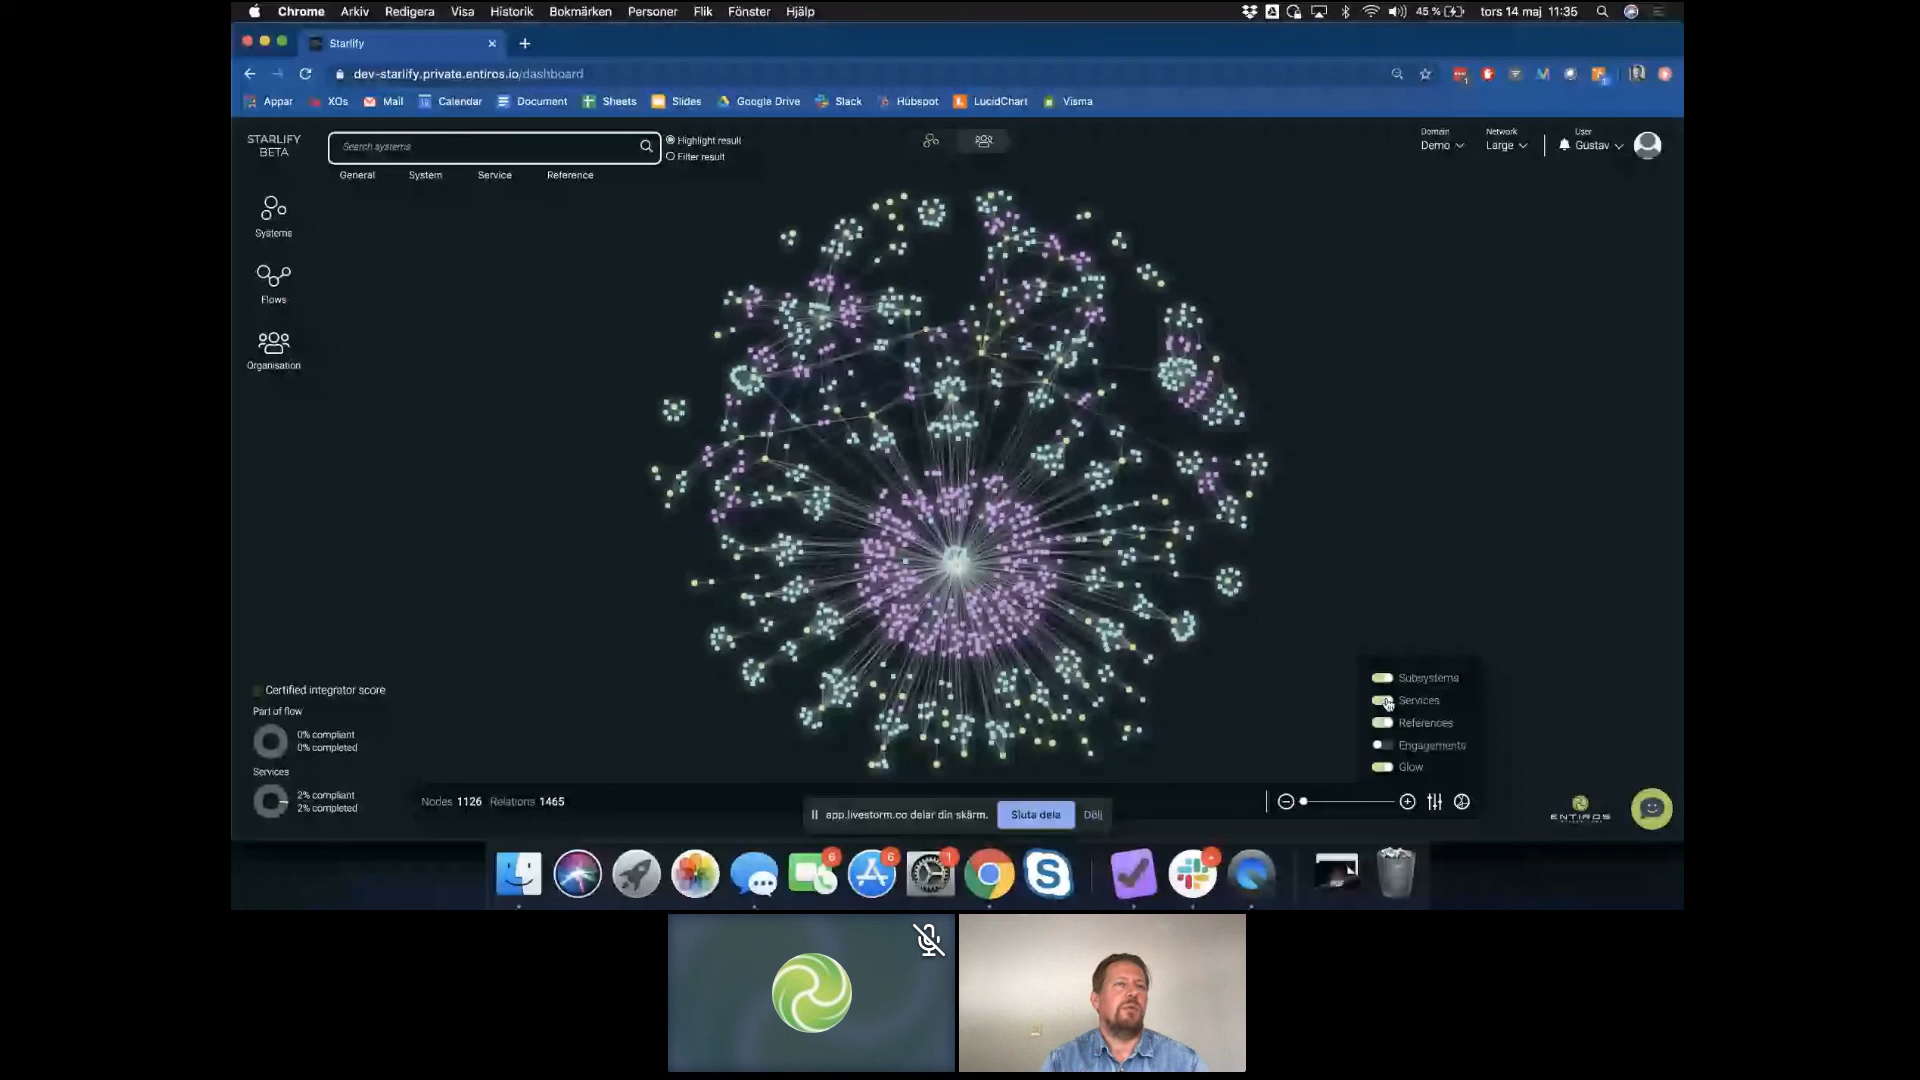 Chrome Arkiv Redigera Visa Historik Bokmärken Personer Flik Fönster Hjälp 45 % tors 14 maj 11:35
Starlify
dev-starlify.private.entiros.io/dashboard
Appar XOs Mail Calendar Document Sheets Slides Google Drive Slack Hubspot LucidChart Visma
STARLIFY
BETA
Search systems
Highlight result
Filter result
General System Service Reference
Domain
Demo
Network
Large
User
Gustav
Systems
Flows
Organisation
Subsystems
Services
References
Engagements
Glow
Certified integrator score
Part of flow
0% compliant
0% completed
Services
2% compliant
2% completed
Nodes 1126 Relations 1465
app.livestorm.co delar din skärm. Sluta dela Dölj
ENTIROS
6
6
1